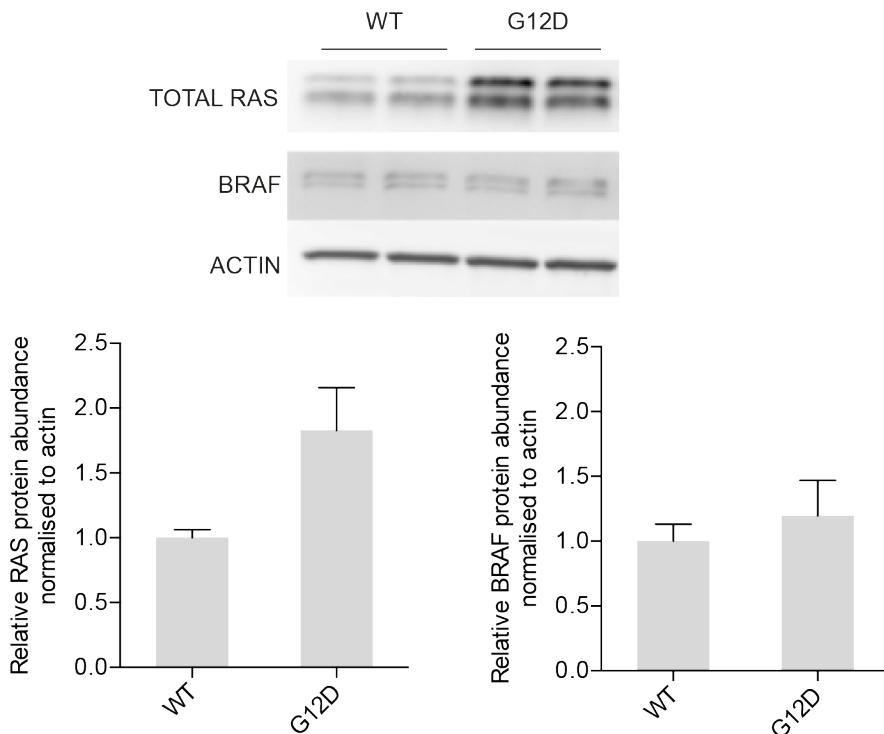 WT G12D
TOTAL RAS
BRAF
ACTIN
Relative RAS protein abundance
normalised to actin
2.5
2.0
1.5
1.0
0.5
0.0
WT
G12D
Relative BRAF protein abundance
normalised to actin
2.5
2.0
1.5
1.0
0.5
0.0
WT
G12D